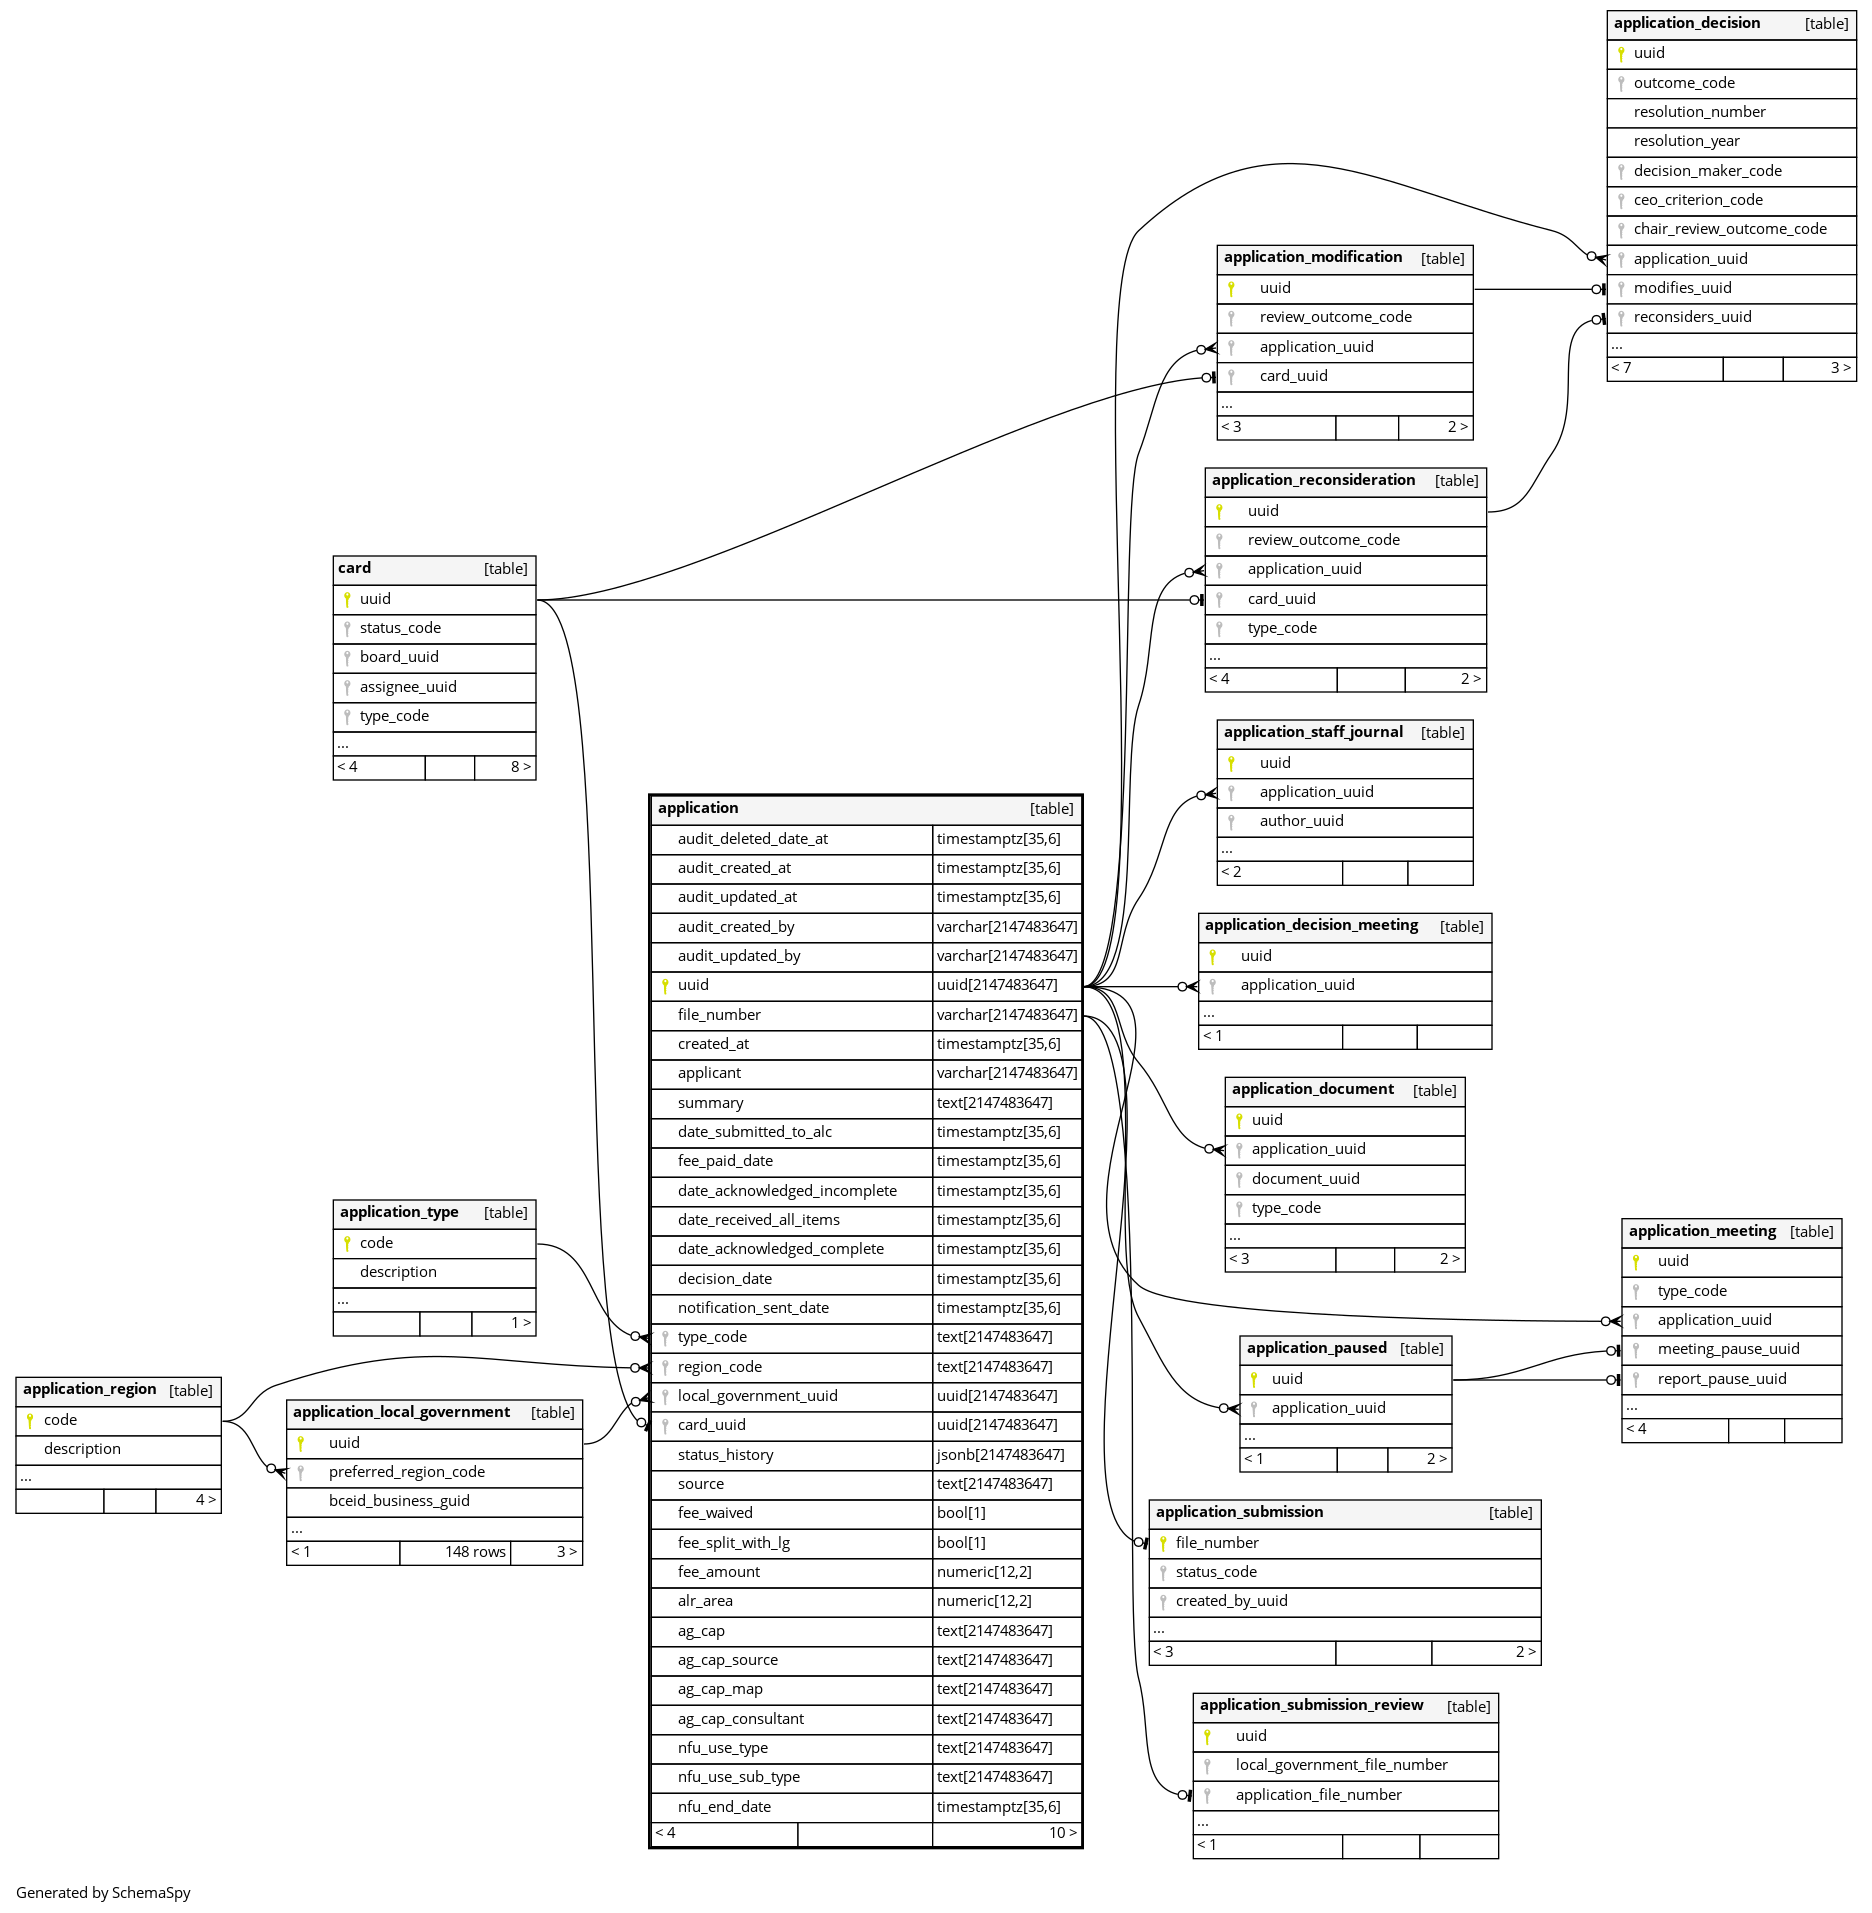 application_decision [table]
uuid
outcome_code
resolution_number
resolution_year
decision_maker_code
ceo_criterion_code
chair_review_outcome_code
application_uuid
modifies_uuid
reconsiders_uuid
...
< 7 3 >
application_modification [table]
uuid
review_outcome_code
application_uuid
card_uuid
...
< 3 2 >
application_reconsideration [table]
uuid
review_outcome_code
application_uuid
card_uuid
type_code
...
< 4 2 >
card [table]
uuid
status_code
board_uuid
assignee_uuid
type_code
...
< 4 8 >
application_staff_journal [table]
uuid
application_uuid
author_uuid
...
< 2
application [table]
audit_deleted_date_at timestamptz[35,6]
audit_created_at timestamptz[35,6]
audit_updated_at timestamptz[35,6]
audit_created_by varchar[2147483647]
audit_updated_by varchar[2147483647]
uuid uuid[2147483647]
file_number varchar[2147483647]
created_at timestamptz[35,6]
applicant varchar[2147483647]
summary text[2147483647]
date_submitted_to_alc timestamptz[35,6]
fee_paid_date timestamptz[35,6]
date_acknowledged_incomplete timestamptz[35,6]
date_received_all_items timestamptz[35,6]
date_acknowledged_complete timestamptz[35,6]
decision_date timestamptz[35,6]
notification_sent_date timestamptz[35,6]
type_code text[2147483647]
region_code text[2147483647]
local_government_uuid uuid[2147483647]
card_uuid uuid[2147483647]
status_history jsonb[2147483647]
source text[2147483647]
fee_waived bool[1]
fee_split_with_lg bool[1]
fee_amount numeric[12,2]
alr_area numeric[12,2]
ag_cap text[2147483647]
ag_cap_source text[2147483647]
ag_cap_map text[2147483647]
ag_cap_consultant text[2147483647]
nfu_use_type text[2147483647]
nfu_use_sub_type text[2147483647]
nfu_end_date timestamptz[35,6]
< 4 10 >
application_decision_meeting [table]
uuid
application_uuid
...
< 1
application_document [table]
uuid
application_uuid
document_uuid
type_code
...
< 3 2 >
application_type [table]
code
description
...
1 >
application_meeting [table]
uuid
type_code
application_uuid
meeting_pause_uuid
report_pause_uuid
...
< 4
application_paused [table]
uuid
application_uuid
...
< 1 2 >
application_region [table]
code
description
...
4 >
application_local_government [table]
uuid
preferred_region_code
bceid_business_guid
...
< 1 148 rows 3 >
application_submission [table]
file_number
status_code
created_by_uuid
...
< 3 2 >
application_submission_review [table]
uuid
local_government_file_number
application_file_number
...
< 1
Generated by SchemaSpy